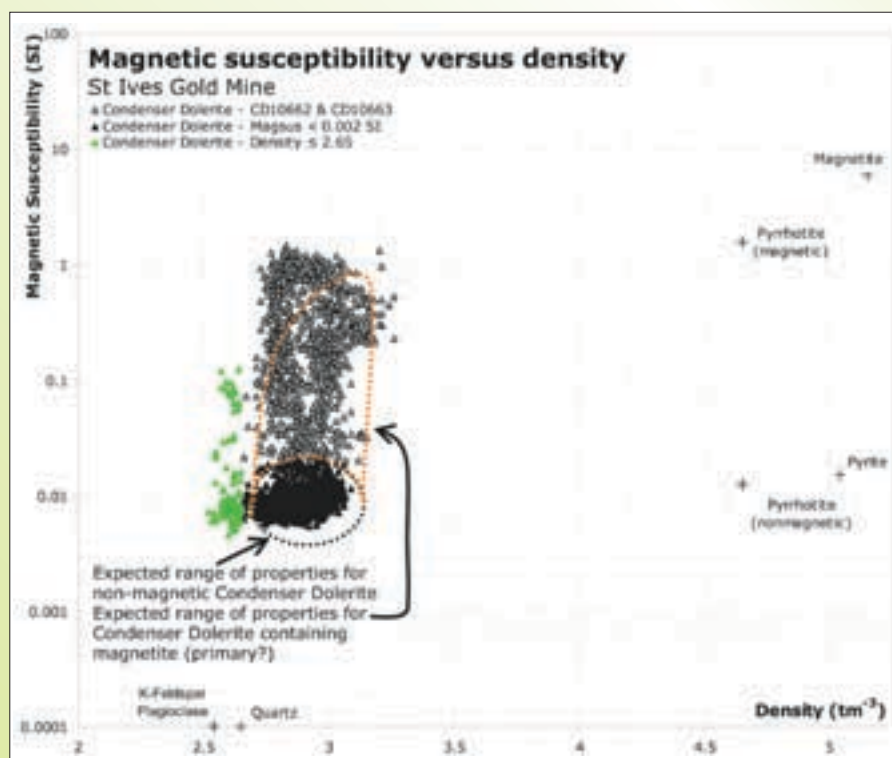 Magnetic Susceptibility (SI)
100
10
1
0.1
0.01
0.001
0.0001
Magnetic susceptibility versus density
St Ives Gold Mine
Condenser Dolerite - CD10662 & CD10663
Condenser Dolerite - Magsus < 0.002 SI
Condenser Dolerite - Density ≤ 2.65
Magnetite
Pyrrhotite
(magnetic)
Pyrite
Pyrrhotite
(nonmagnetic)
Expected range of properties for
non-magnetic Condenser Dolerite
Expected range of properties for
Condenser Dolerite containing
magnetite (primary?)
K-Feldspar
Plagioclase
Quartz
Density (tm⁻³)
2
2.5
3
3.5
4
4.5
5